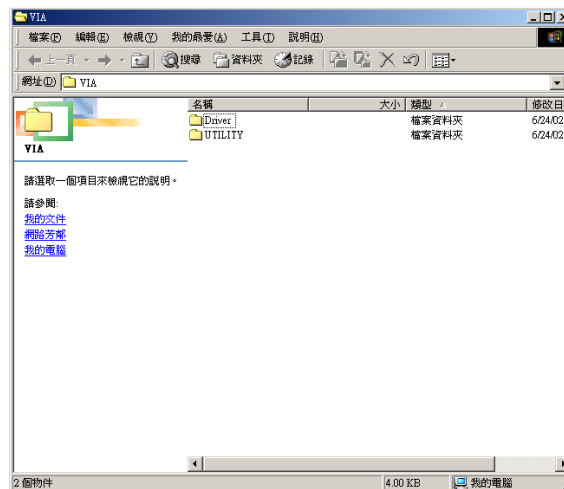 VIA
檔案(F) 編輯(E) 檢視(V) 我的最愛(A) 工具(T) 說明(H)
上一頁 搜尋 資料夾 記錄
網址(D) VIA
名稱 大小 類型 修改日
Driver 檔案資料夾 6/24/02
UTILITY 檔案資料夾 6/24/02
VIA
請選取一個項目來檢視它的說明。
請參閱:
我的文件
網路芳鄰
我的電腦
2 個物件 4.00 KB 我的電腦